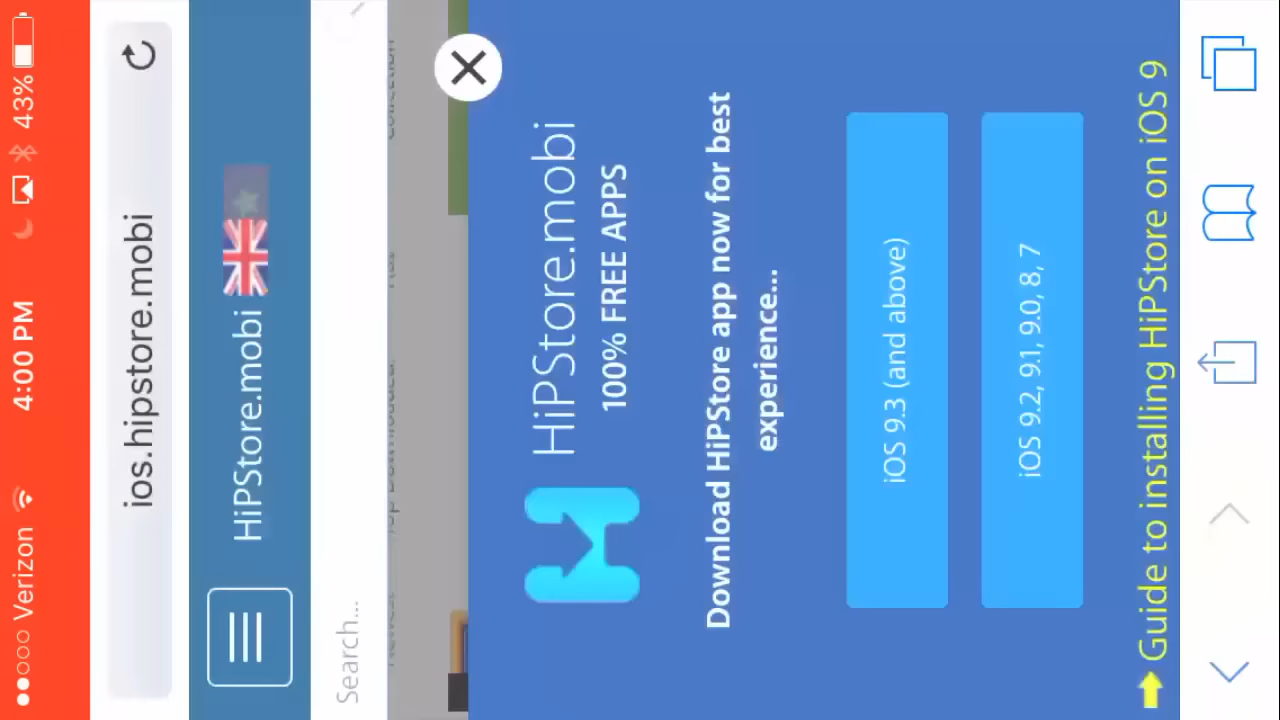 ●●○○○ Verizon 4:00 PM 43%
ios.hipstore.mobi
HiPStore.mobi
Search...
HiPStore.mobi
100% FREE APPS
Download HiPStore app now for best
experience...
iOS 9.3 (and above)
iOS 9.2, 9.1, 9.0, 8, 7
Guide to installing HiPStore on iOS 9